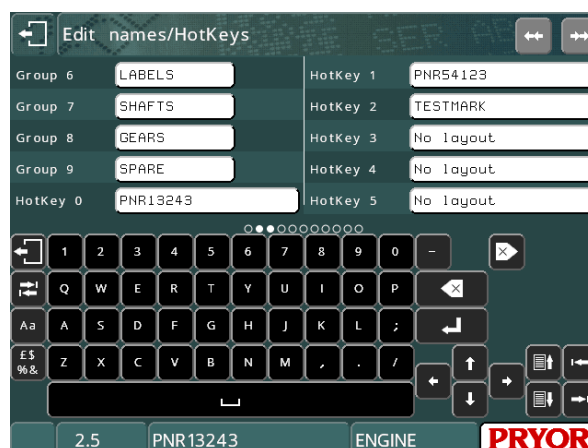 Edit names/HotKeys
Group 6 LABELS HotKey 1 PNR54123
Group 7 SHAFTS HotKey 2 TESTMARK
Group 8 GEARS HotKey 3 No layout
Group 9 SPARE HotKey 4 No layout
HotKey 0 PNR13243 HotKey 5 No layout
1 2 3 4 5 6 7 8 9 0 -
Q W E R T Y U I O P
Aa A S D F G H J K L ;
£$ %& Z X C V B N M , . /
2.5 PNR13243 ENGINE PRYOR